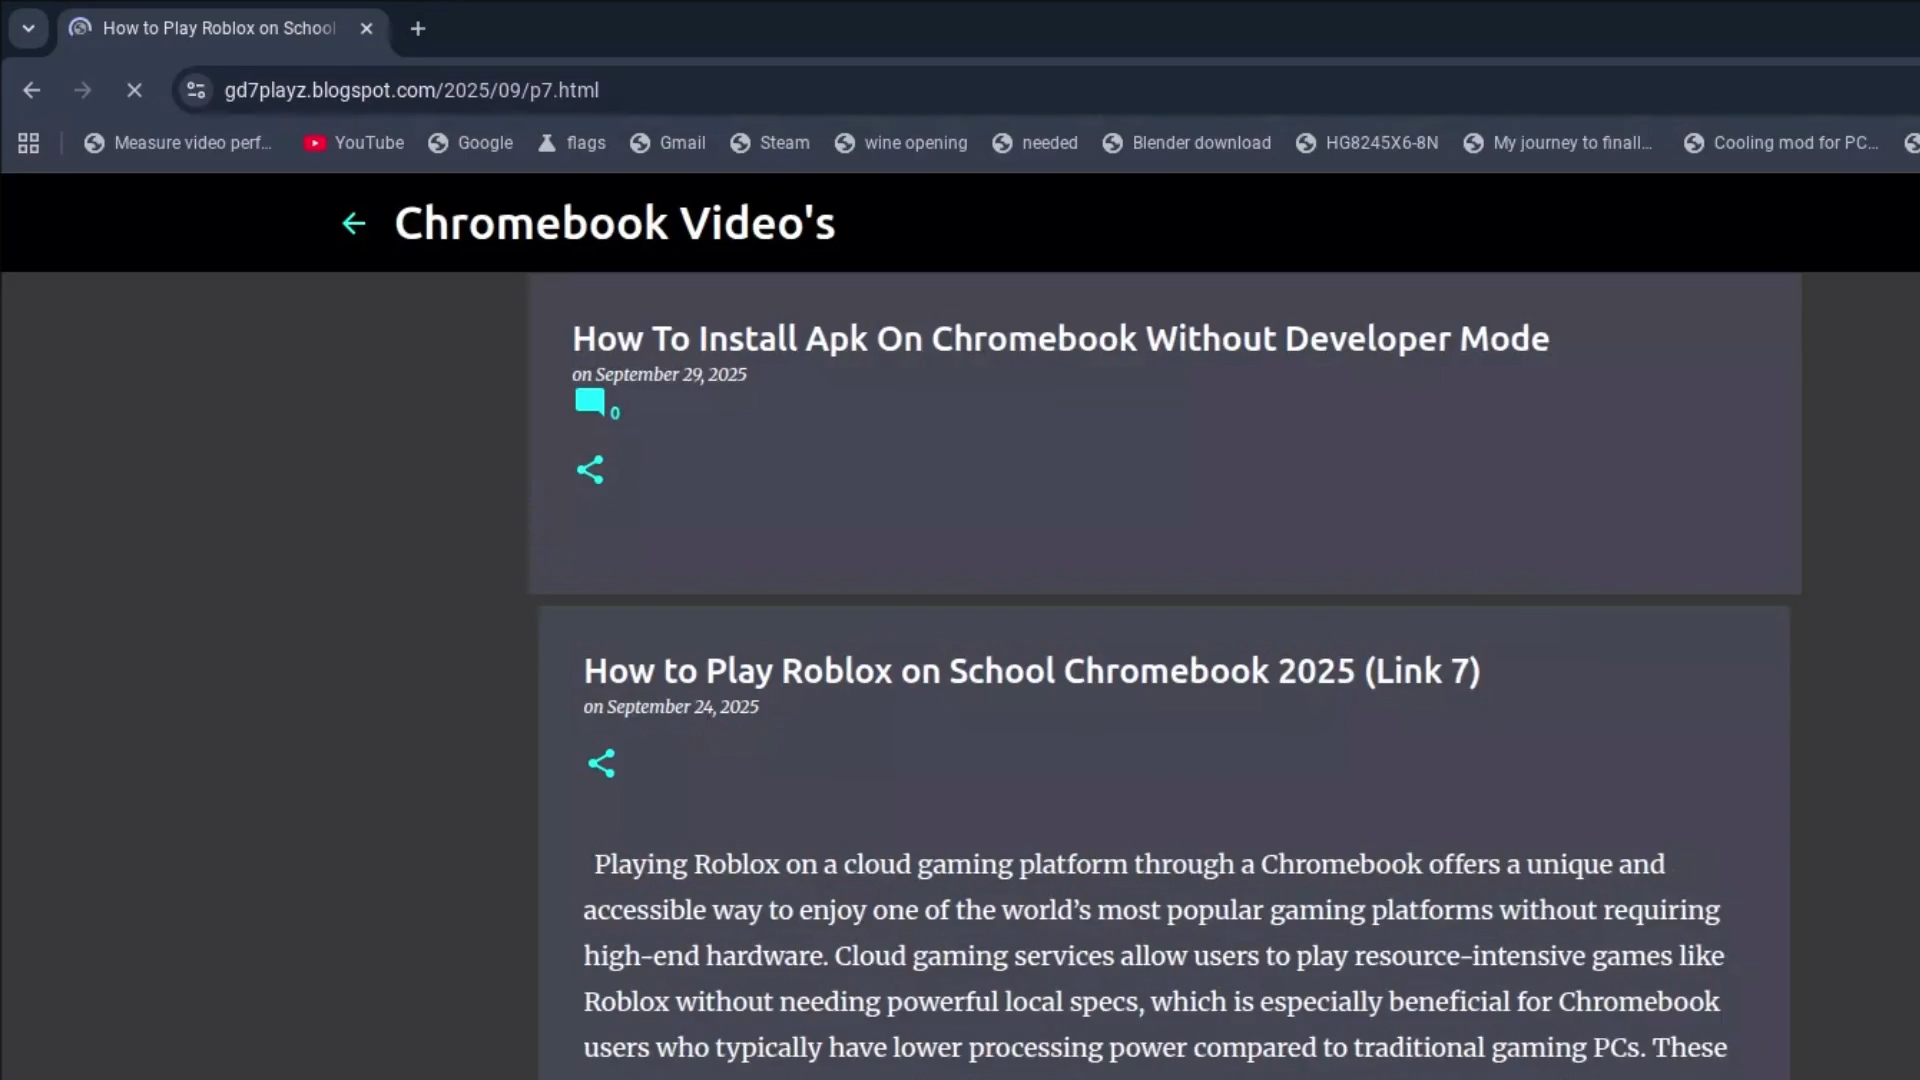 How to Play Roblox on School
gd7playz.blogspot.com/2025/09/p7.html
Measure video perf... YouTube Google flags Gmail Steam wine opening needed Blender download HG8245X6-8N My journey to finall... Cooling mod for PC...
Chromebook Video's
How To Install Apk On Chromebook Without Developer Mode
on September 29, 2025
0
How to Play Roblox on School Chromebook 2025 (Link 7)
on September 24, 2025
Playing Roblox on a cloud gaming platform through a Chromebook offers a unique and
accessible way to enjoy one of the world’s most popular gaming platforms without requiring
high-end hardware. Cloud gaming services allow users to play resource-intensive games like
Roblox without needing powerful local specs, which is especially beneficial for Chromebook
users who typically have lower processing power compared to traditional gaming PCs. These